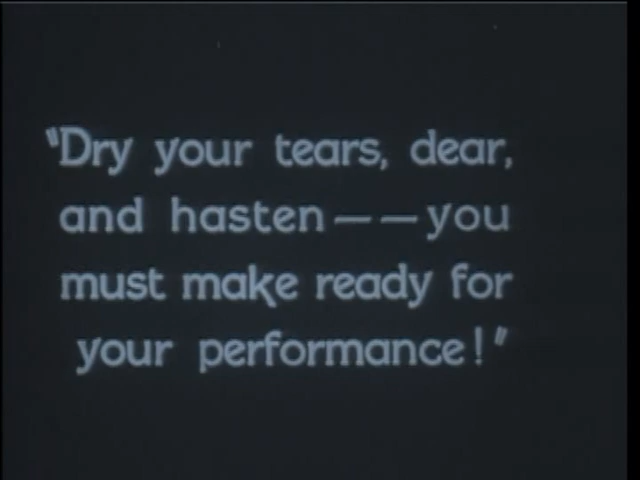 "Dry your tears, dear,
and hasten — — you
must make ready for
your performance!"